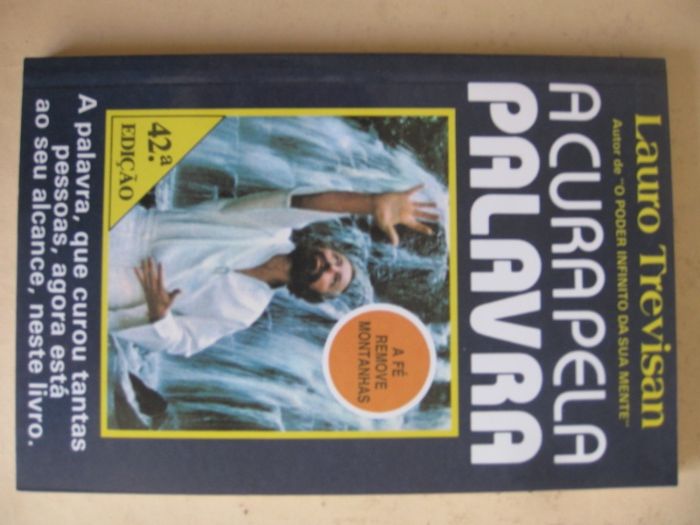 Lauro Trevisan
Autor de "O PODER INFINITO DA SUA MENTE"
A CURA PELA
PALAVRA
A FÉ
REMOVE
MONTANHAS
42.ª
EDIÇÃO
A palavra, que curou tantas
pessoas, agora está
ao seu alcance, neste livro.